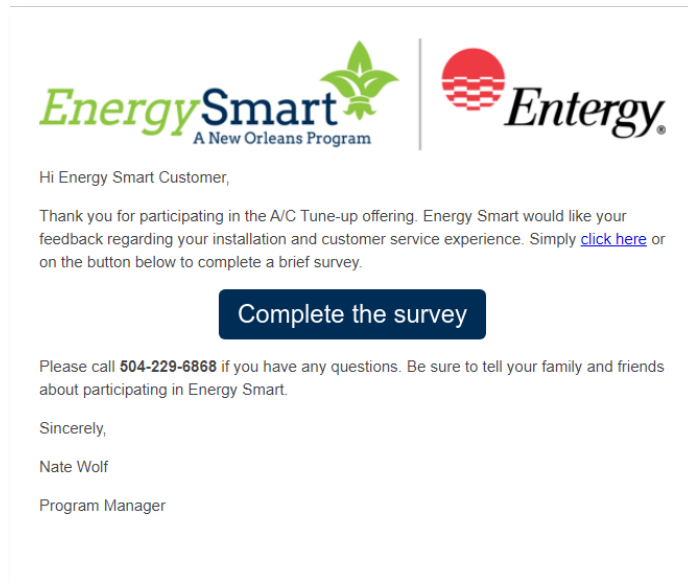 EnergySmart
A New Orleans Program
Entergy®
Hi Energy Smart Customer,
Thank you for participating in the A/C Tune-up offering. Energy Smart would like your
feedback regarding your installation and customer service experience. Simply click here or
on the button below to complete a brief survey.
Complete the survey
Please call 504-229-6868 if you have any questions. Be sure to tell your family and friends
about participating in Energy Smart.
Sincerely,
Nate Wolf
Program Manager